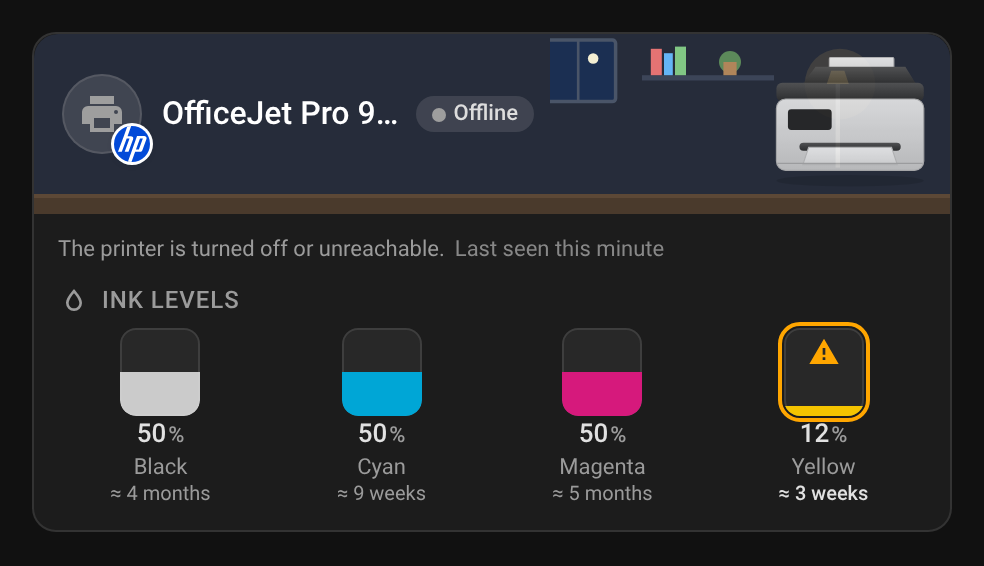 OfficeJet Pro 9…
Offline
hp
The printer is turned off or unreachable. Last seen this minute
INK LEVELS
50% 50% 50% 12%
Black Cyan Magenta Yellow
≈ 4 months ≈ 9 weeks ≈ 5 months ≈ 3 weeks